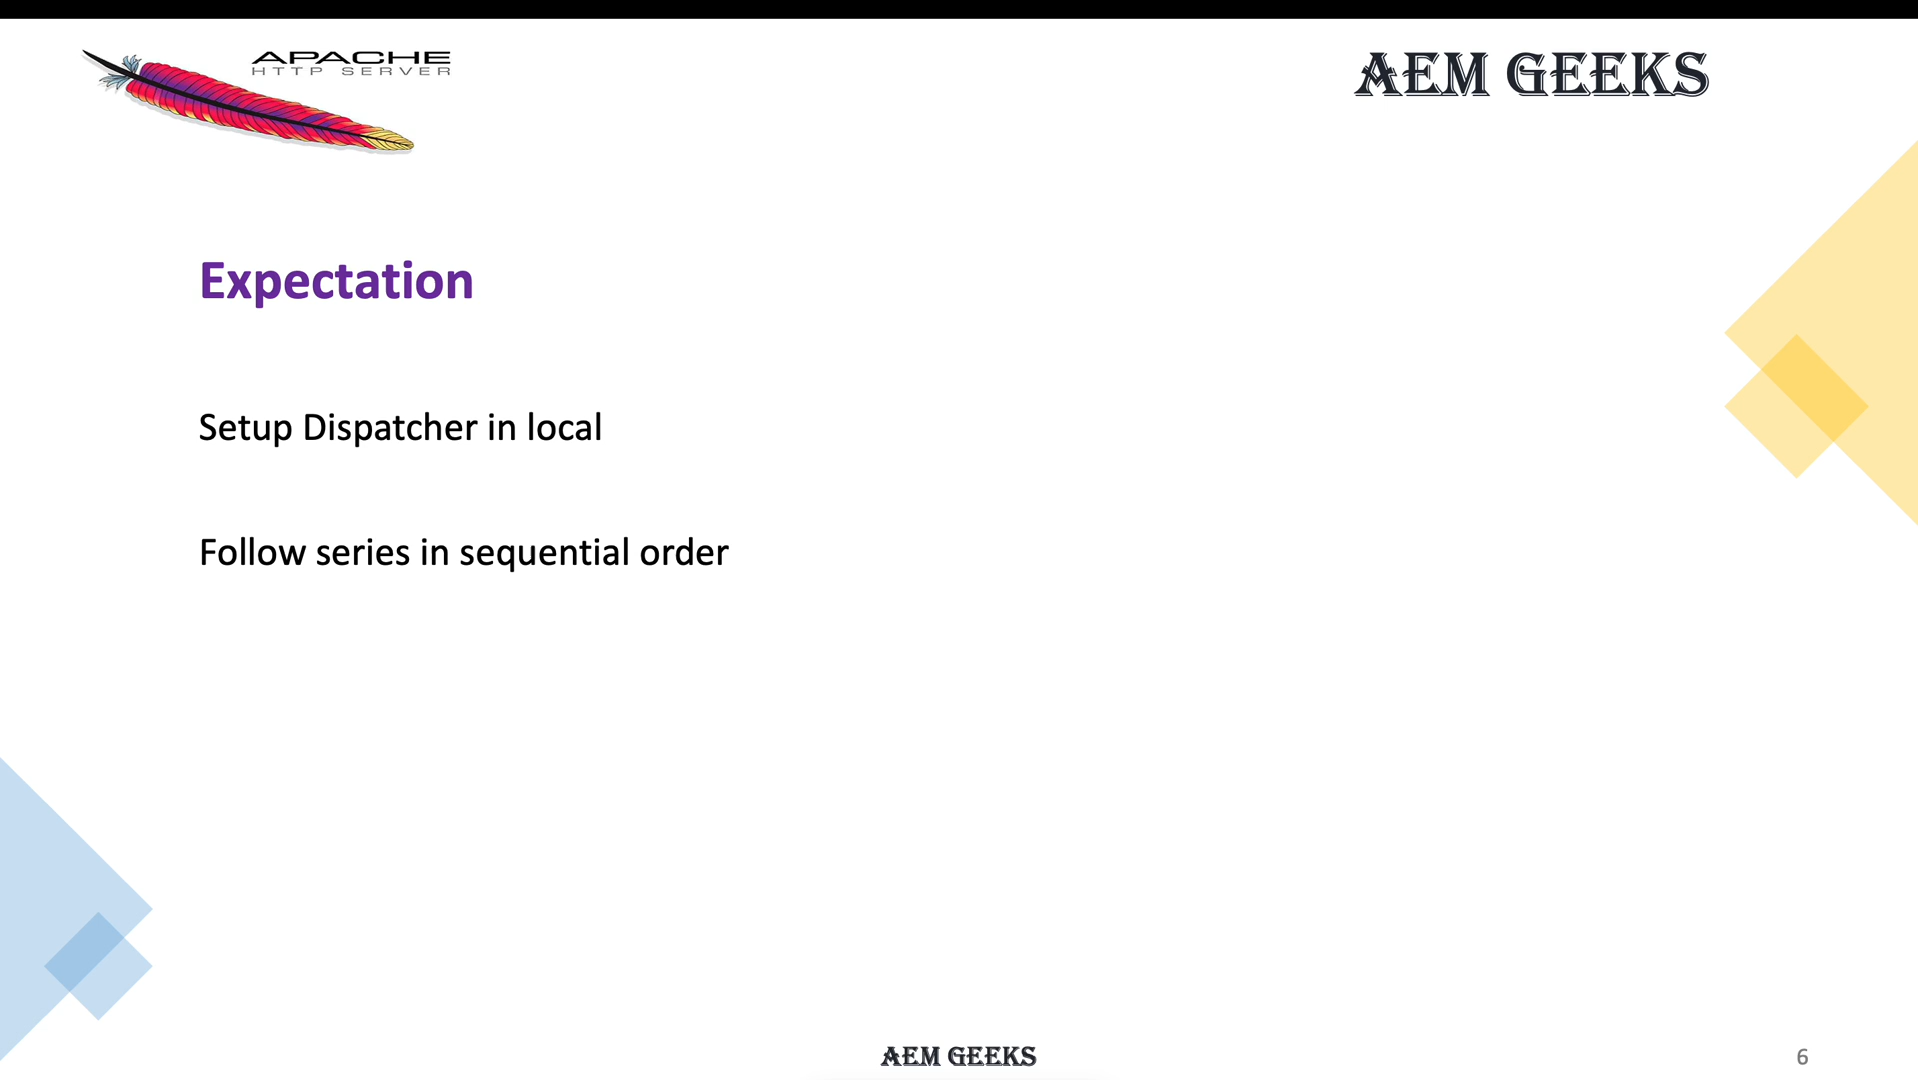 APACHE
HTTP SERVER
AEM GEEKS
Expectation
Setup Dispatcher in local
Follow series in sequential order
AEM GEEKS
6